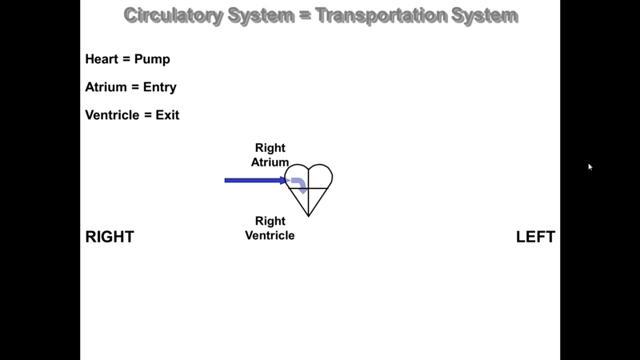 Circulatory System = Transportation System
Heart = Pump
Atrium = Entry
Ventricle = Exit
Right
Atrium
Right
Ventricle
RIGHT
LEFT